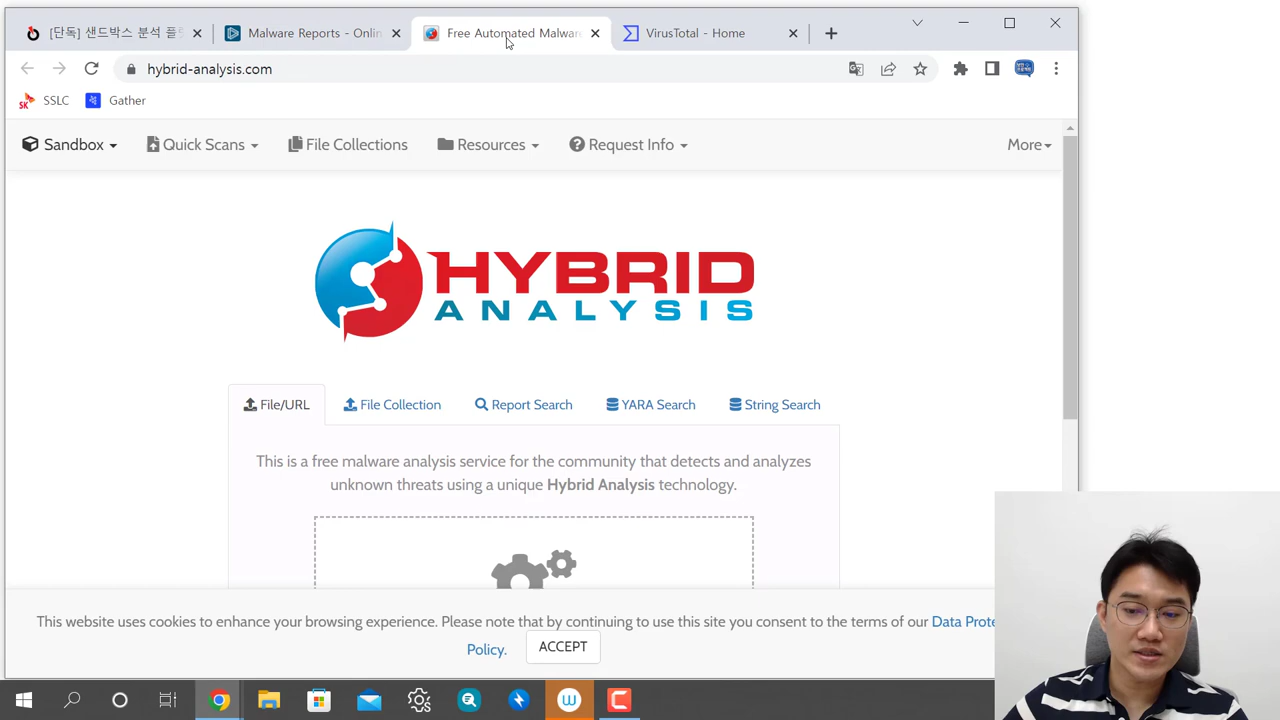 [단독] 샌드박스 분석 플랫
Malware Reports - Onlin
Free Automated Malware
VirusTotal - Home
hybrid-analysis.com
SSLC
Gather
Sandbox
Quick Scans
File Collections
Resources
Request Info
More
HYBRID
ANALYSIS
File/URL
File Collection
Report Search
YARA Search
String Search
This is a free malware analysis service for the community that detects and analyzes
unknown threats using a unique Hybrid Analysis technology.
This website uses cookies to enhance your browsing experience. Please note that by continuing to use this site you consent to the terms of our Data Prote
Policy.
ACCEPT